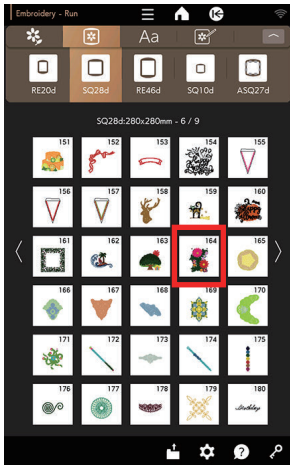 Embroidery - Run
Aa
RE20d SQ28d RE46d SQ10d ASQ27d
SQ28d:280x280mm - 6 / 9
151 152 153 154 155
156 157 158 159 160
161 162 163 164 165
166 167 168 169 170
171 172 173 174 175
176 177 178 179 180
Birthday